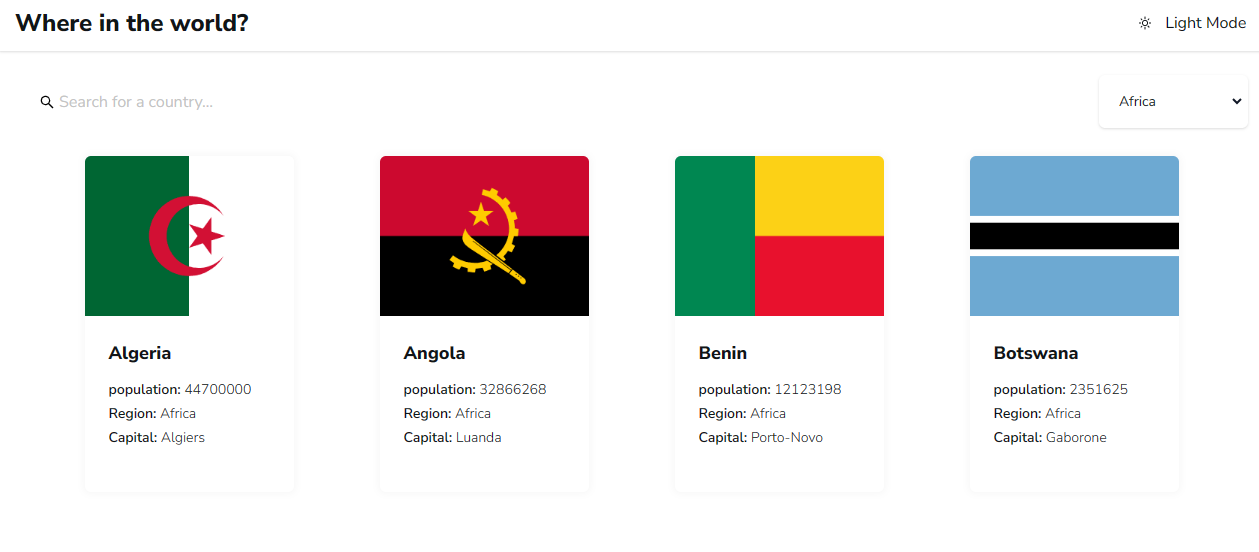 Where in the world?
Light Mode
Search for a country...
Africa
Algeria
population: 44700000
Region: Africa
Capital: Algiers
Angola
population: 32866268
Region: Africa
Capital: Luanda
Benin
population: 12123198
Region: Africa
Capital: Porto-Novo
Botswana
population: 2351625
Region: Africa
Capital: Gaborone